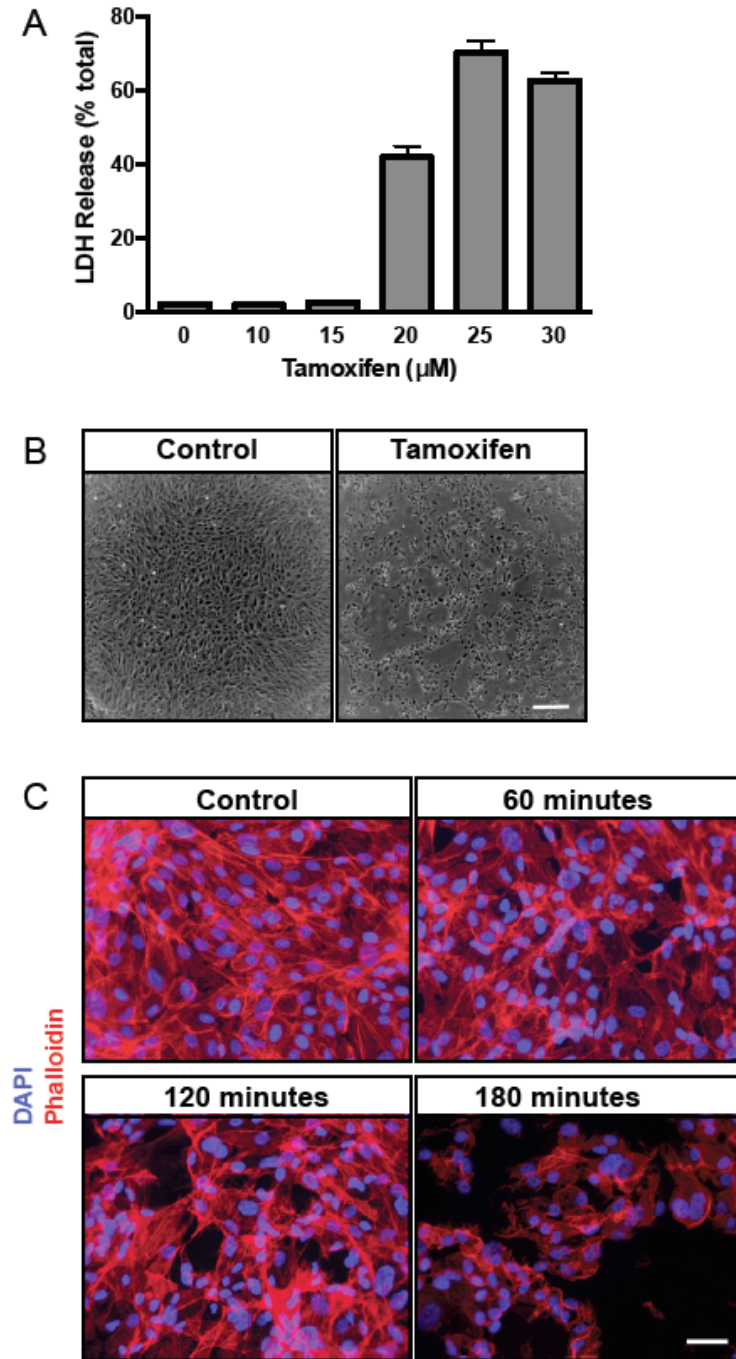 A
LDH Release (% total)
80
60
40
20
0
0 10 15 20 25 30
Tamoxifen (µM)
B
Control Tamoxifen
C
Control 60 minutes
120 minutes 180 minutes
DAPI
Phalloidin